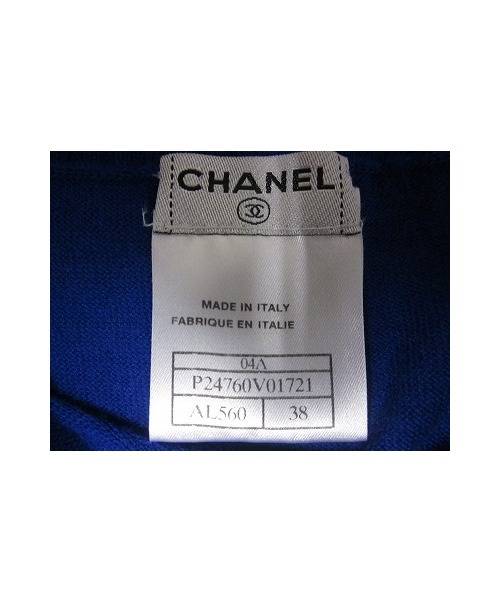 CHANEL
MADE IN ITALY
FABRIQUE EN ITALIE
04A
P24760V01721
AL560 38